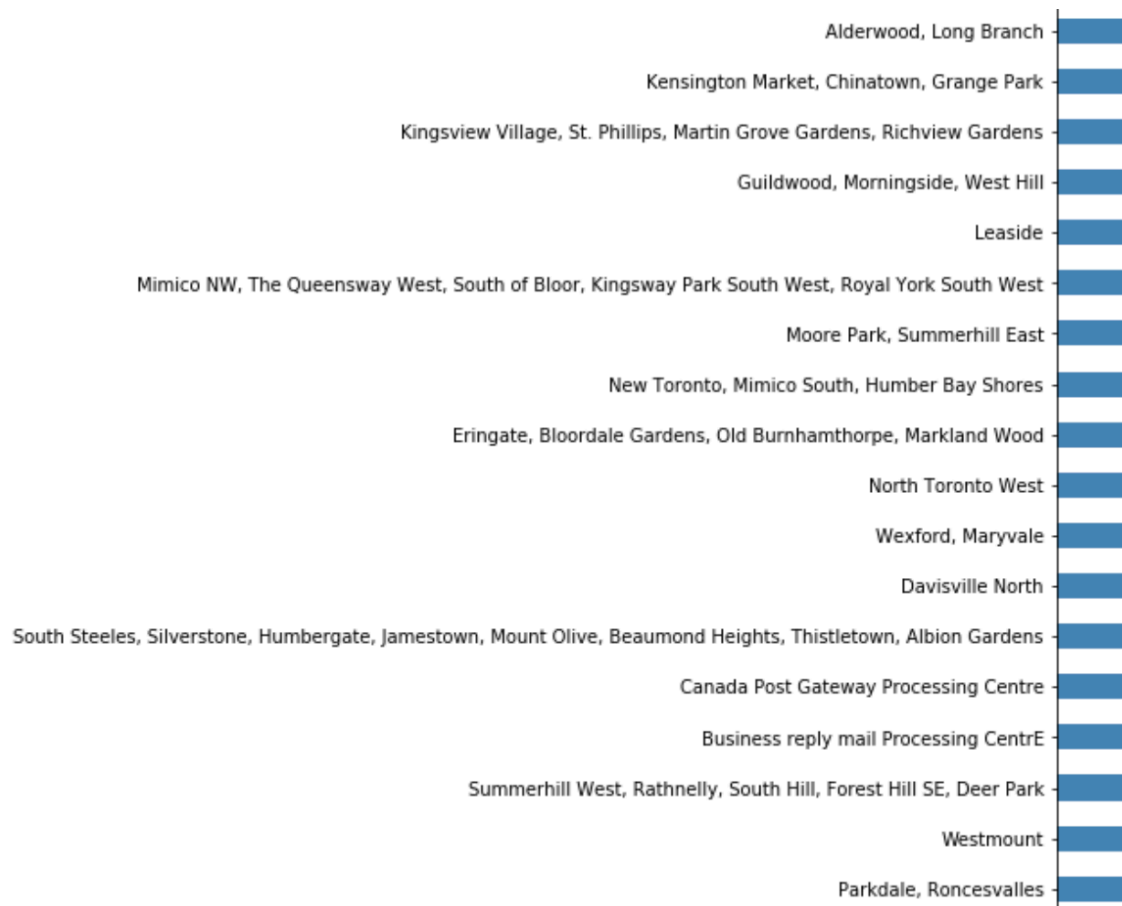 Alderwood, Long Branch
Kensington Market, Chinatown, Grange Park
Kingsview Village, St. Phillips, Martin Grove Gardens, Richview Gardens
Guildwood, Morningside, West Hill
Leaside
Mimico NW, The Queensway West, South of Bloor, Kingsway Park South West, Royal York South West
Moore Park, Summerhill East
New Toronto, Mimico South, Humber Bay Shores
Eringate, Bloordale Gardens, Old Burnhamthorpe, Markland Wood
North Toronto West
Wexford, Maryvale
Davisville North
South Steeles, Silverstone, Humbergate, Jamestown, Mount Olive, Beaumond Heights, Thistletown, Albion Gardens
Canada Post Gateway Processing Centre
Business reply mail Processing CentrE
Summerhill West, Rathnelly, South Hill, Forest Hill SE, Deer Park
Westmount
Parkdale, Roncesvalles